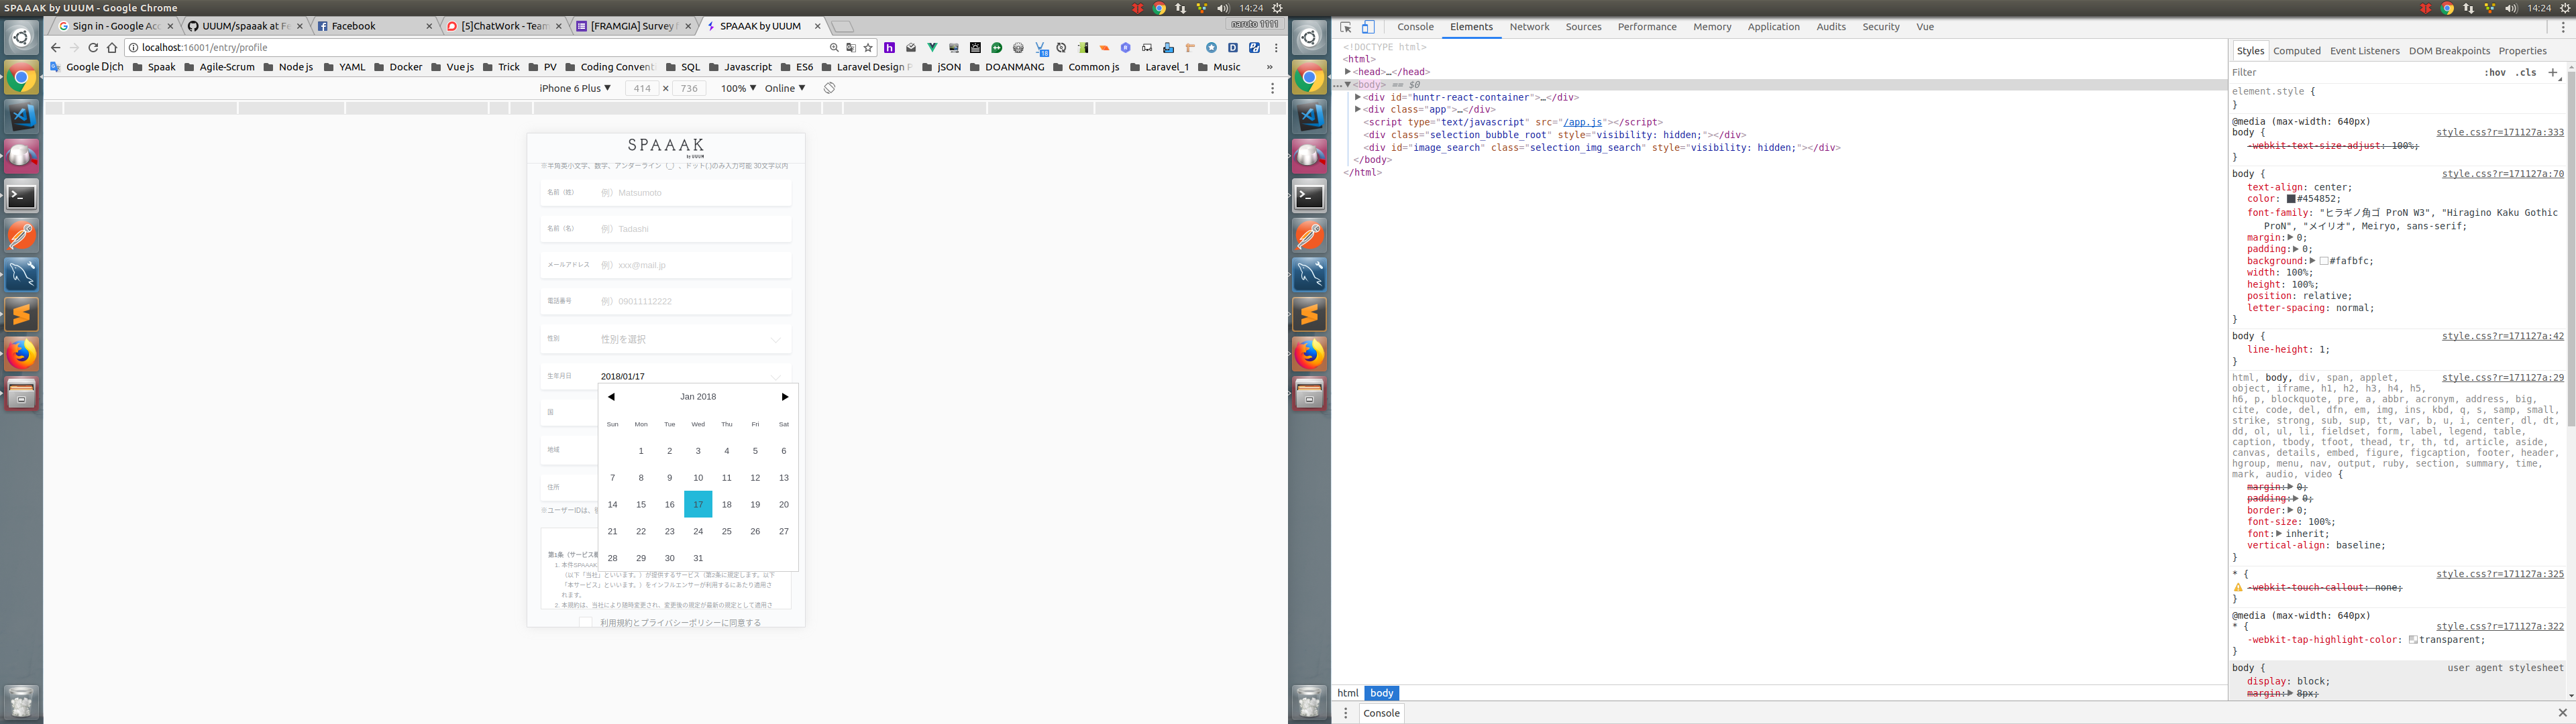 SPAAAK by UUUM - Google Chrome
14:24
14:24
Sign in - Google Acc
UUUM/spaaak at Fe
Facebook
[5]ChatWork - Team
[FRAMGIA] Survey
SPAAAK by UUUM
naruto 1111
localhost:16001/entry/profile
Google Dịch
Spaak
Agile-Scrum
Node js
YAML
Docker
Vue js
Trick
PV
Coding Convent
SQL
Javascript
ES6
Laravel Design P
jSON
DOANMANG
Common js
Laravel_1
Music
»
iPhone 6 Plus ▼ 414 × 736 100% ▼ Online ▼
SPAAAK
by UUUM
※半角英小文字、数字、アンダーライン（_）、ドット(.)のみ入力可能 30文字以内
名前（姓） 例）Matsumoto
名前（名） 例）Tadashi
メールアドレス 例）xxx@mail.jp
電話番号 例）09011112222
性別 性別を選択
生年月日 2018/01/17
国
地域
住所
Jan 2018
Sun Mon Tue Wed Thu Fri Sat
1 2 3 4 5 6
7 8 9 10 11 12 13
14 15 16 17 18 19 20
21 22 23 24 25 26 27
28 29 30 31
※ユーザーIDは、
第1条（サービス
1. 本件SPAAAK
（以下「当社」といいます。）が提供するサービス（第2条に規定します。以下
「本サービス」といいます。）をインフルエンサーが利用するにあたり適用さ
れます。
2. 本規約は、当社により随時変更され、変更後の規定が最新の規定として適用さ
利用規約とプライバシーポリシーに同意する
Console Elements Network Sources Performance Memory Application Audits Security Vue
<!DOCTYPE html>
<html>
▶<head>…</head>
…▼<body> == $0
▶<div id="huntr-react-container">…</div>
▶<div class="app">…</div>
<script type="text/javascript" src="/app.js"></script>
<div class="selection_bubble_root" style="visibility: hidden;"></div>
<div id="image_search" class="selection_img_search" style="visibility: hidden;"></div>
</body>
</html>
html body
Console
Styles Computed Event Listeners DOM Breakpoints Properties
Filter :hov .cls +
element.style {
}
@media (max-width: 640px)
body { style.css?r=171127a:333
-webkit-text-size-adjust: 100%;
}
body { style.css?r=171127a:70
text-align: center;
color: #454852;
font-family: "ヒラギノ角ゴ ProN W3", "Hiragino Kaku Gothic
ProN", "メイリオ", Meiryo, sans-serif;
margin:▶0;
padding:▶0;
background:▶#fafbfc;
width: 100%;
height: 100%;
position: relative;
letter-spacing: normal;
}
body { style.css?r=171127a:42
line-height: 1;
}
html, body, div, span, applet, style.css?r=171127a:29
object, iframe, h1, h2, h3, h4, h5,
h6, p, blockquote, pre, a, abbr, acronym, address, big,
cite, code, del, dfn, em, img, ins, kbd, q, s, samp, small,
strike, strong, sub, sup, tt, var, b, u, i, center, dl, dt,
dd, ol, ul, li, fieldset, form, label, legend, table,
caption, tbody, tfoot, thead, tr, th, td, article, aside,
canvas, details, embed, figure, figcaption, footer, header,
hgroup, menu, nav, output, ruby, section, summary, time,
mark, audio, video {
margin:▶0;
padding:▶0;
border:▶0;
font-size: 100%;
font:▶inherit;
vertical-align: baseline;
}
* { style.css?r=171127a:325
-webkit-touch-callout: none;
}
@media (max-width: 640px)
* { style.css?r=171127a:322
-webkit-tap-highlight-color: transparent;
}
body { user agent stylesheet
display: block;
margin:▶8px;